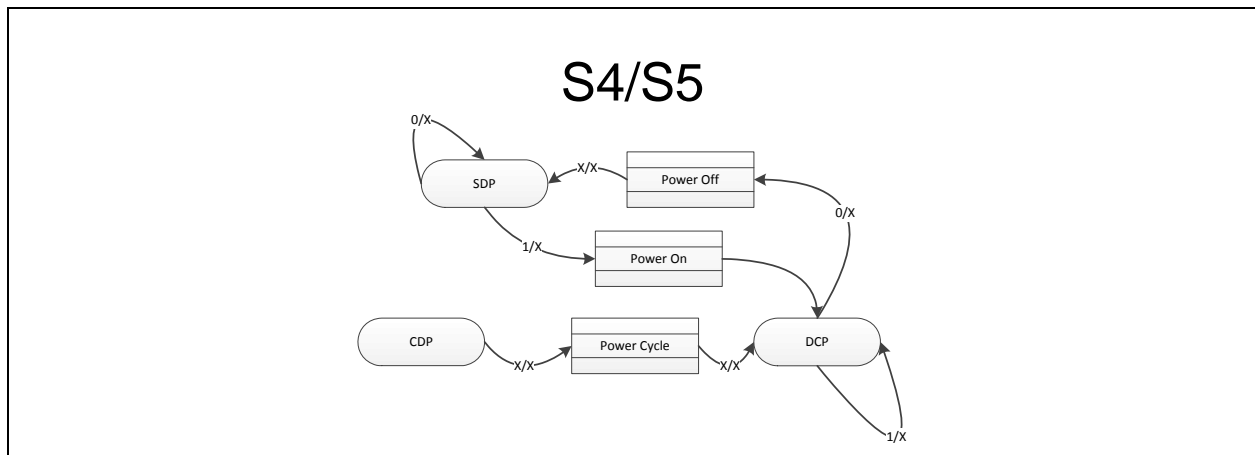 S4/S5
0/X
SDP
X/X
Power Off
0/X
1/X
Power On
CDP
Power Cycle
DCP
X/X
X/X
1/X